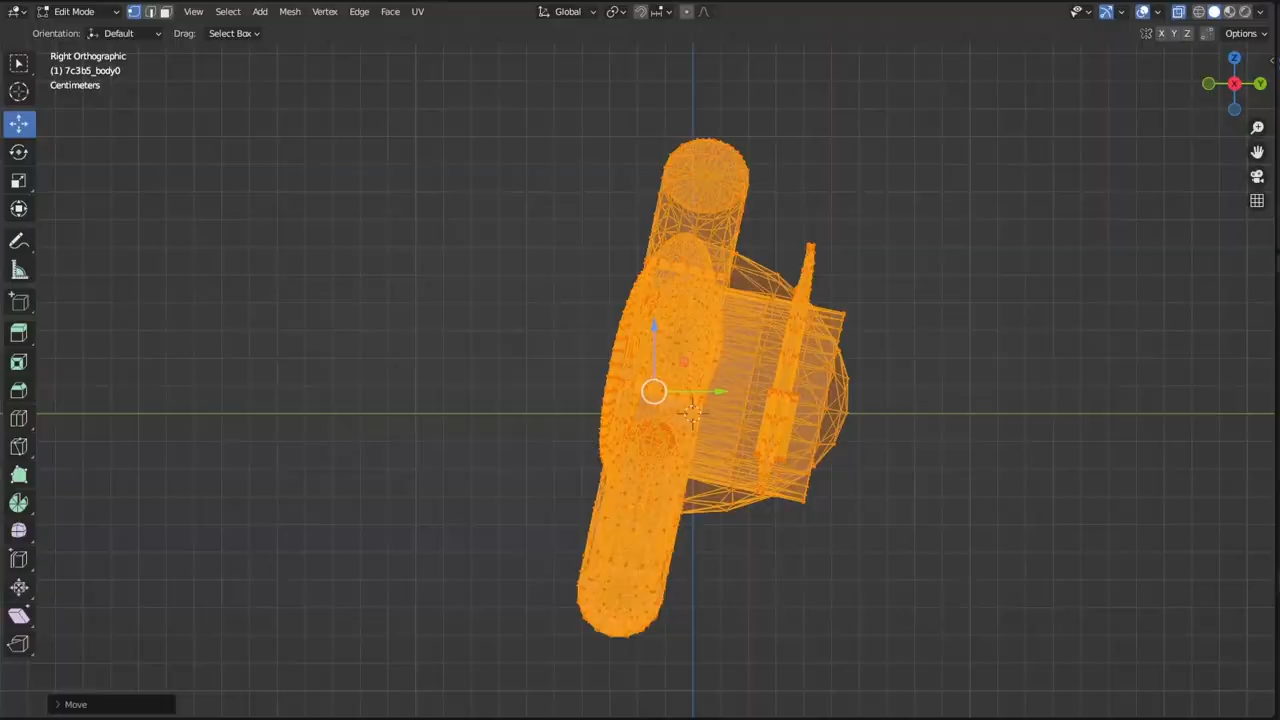 Edit Mode View Select Add Mesh Vertex Edge Face UV Global
Orientation: Default Drag: Select Box X Y Z Options
Right Orthographic
(1) 7c3b5_body0
Centimeters
Z
X Y
Move